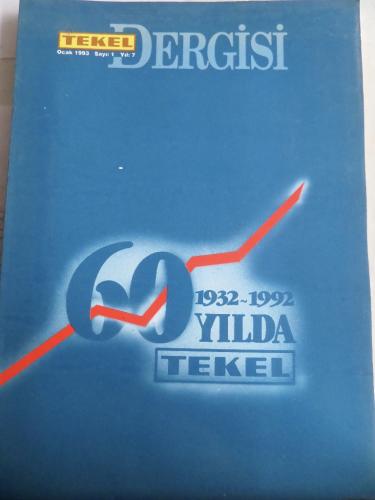 TEKEL DERGİSİ
Ocak 1993 Sayı: 1 Yıl: 7
60 1932~1992
YILDA
TEKEL